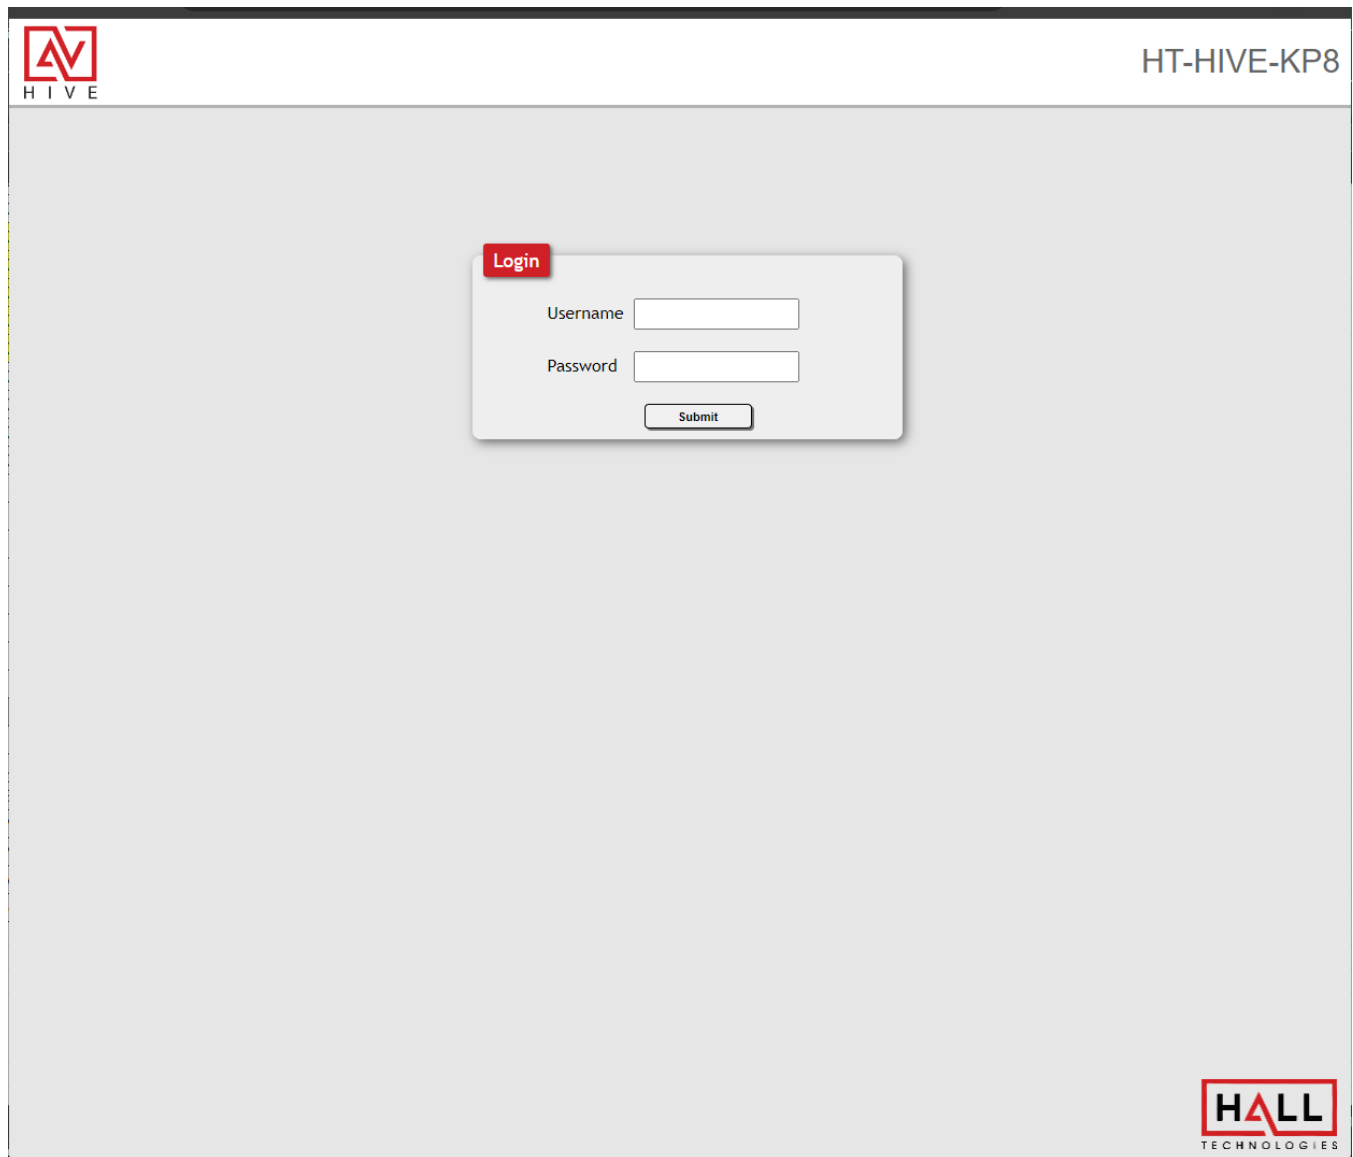 AV
HIVE
HT-HIVE-KP8
Login
Username
Password
Submit
HALL
TECHNOLOGIES